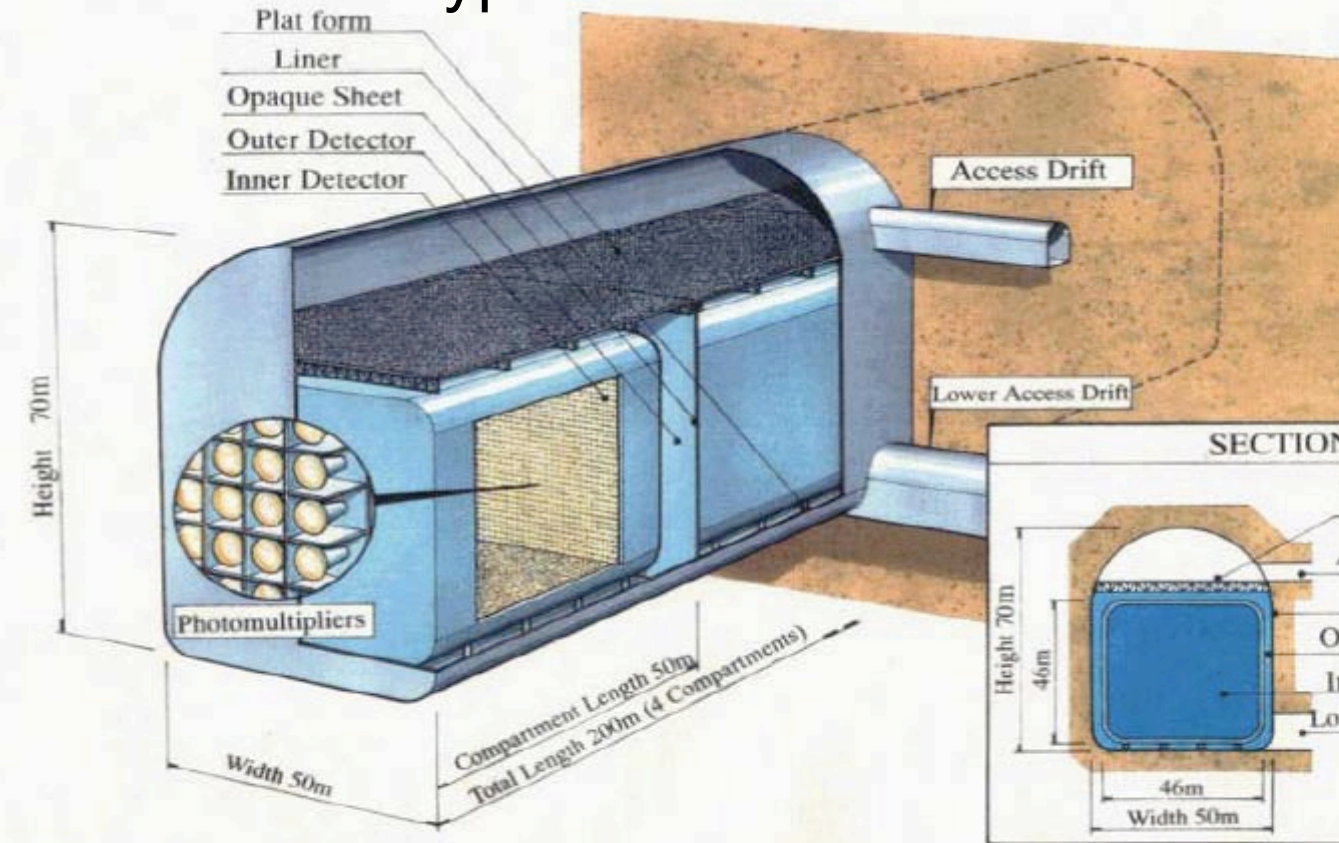 Plat form
Liner
Opaque Sheet
Outer Detector
Inner Detector
Access Drift
Lower Access Drift
Height 70m
Photomultipliers
Compartment Length 50m
Total Length 200m (4 Compartments)
Width 50m
SECTION
Height 70m
46m
46m
Width 50m